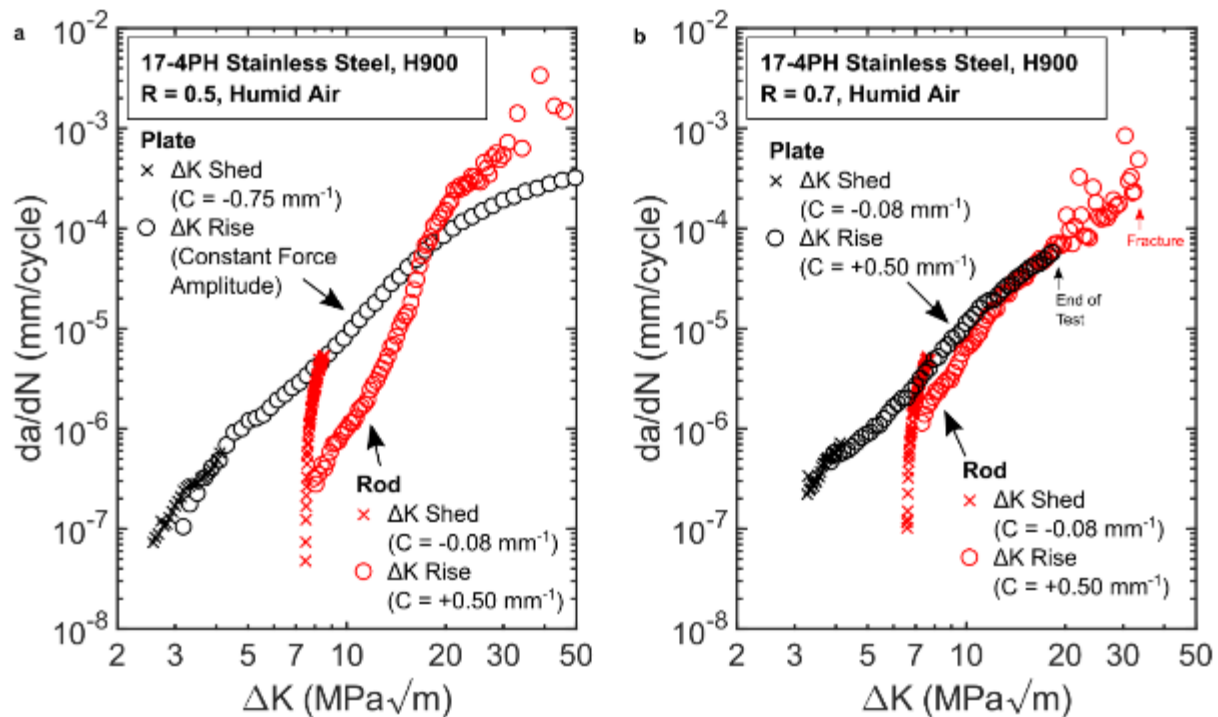 a
17-4PH Stainless Steel, H900
R = 0.5, Humid Air
Plate
× ΔK Shed
(C = -0.75 mm⁻¹)
○ ΔK Rise
(Constant Force
Amplitude)
Rod
× ΔK Shed
(C = -0.08 mm⁻¹)
○ ΔK Rise
(C = +0.50 mm⁻¹)
da/dN (mm/cycle)
10⁻¹
10⁻²
10⁻³
10⁻⁴
10⁻⁵
10⁻⁶
10⁻⁷
10⁻⁸
2 3 5 7 10 20 30 50
ΔK (MPa√m)
b
17-4PH Stainless Steel, H900
R = 0.7, Humid Air
Plate
× ΔK Shed
(C = -0.08 mm⁻¹)
○ ΔK Rise
(C = +0.50 mm⁻¹)
Fracture
End of
Test
Rod
× ΔK Shed
(C = -0.08 mm⁻¹)
○ ΔK Rise
(C = +0.50 mm⁻¹)
da/dN (mm/cycle)
10⁻²
10⁻³
10⁻⁴
10⁻⁵
10⁻⁶
10⁻⁷
10⁻⁸
2 3 5 7 10 20 30 50
ΔK (MPa√m)